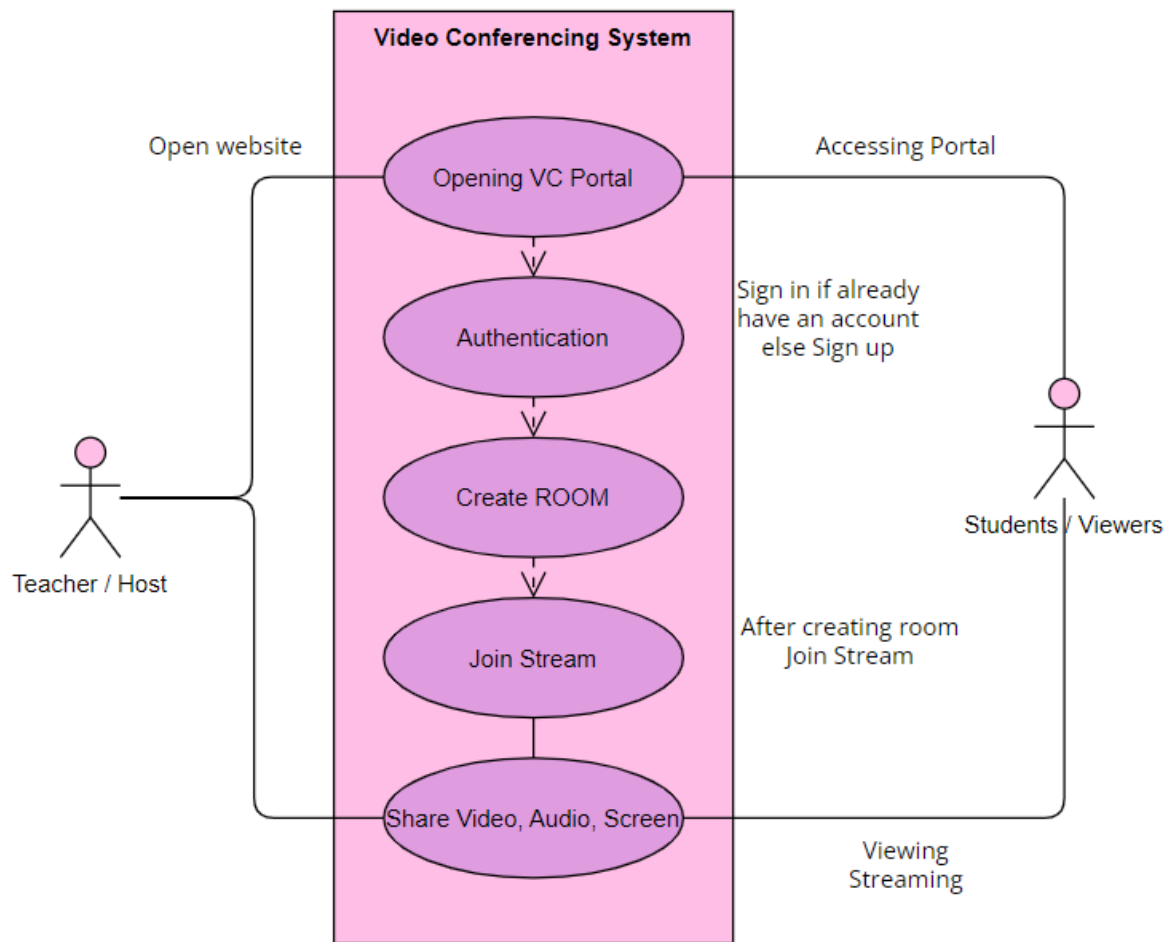 Video Conferencing System
Open website
Accessing Portal
Opening VC Portal
Sign in if already
have an account
else Sign up
Authentication
Create ROOM
Teacher / Host
Students / Viewers
After creating room
Join Stream
Join Stream
Share Video, Audio, Screen
Viewing
Streaming